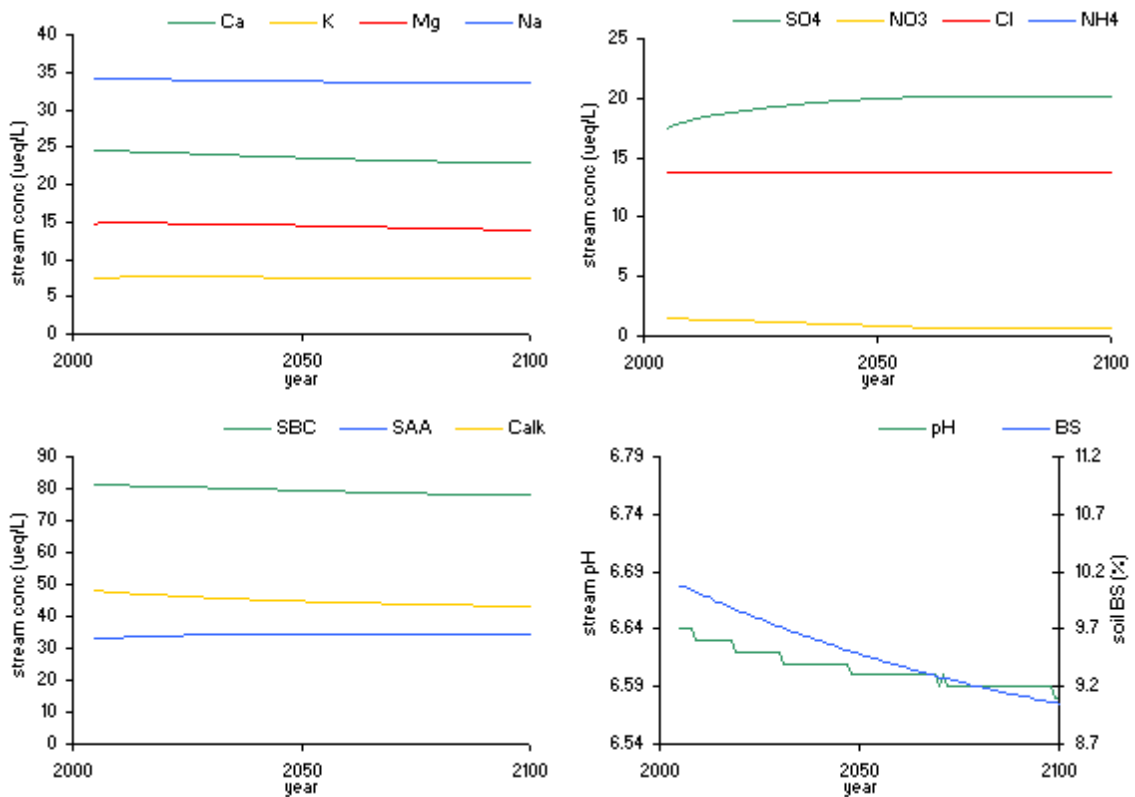 Ca K Mg Na
40
35
30
25
20
15
10
5
0
stream conc (ueq/L)
2000 2050 2100
year
SO4 NO3 Cl NH4
25
20
15
10
5
0
stream conc (ueq/L)
2000 2050 2100
year
SBC SAA Calk
90
80
70
60
50
40
30
20
10
0
stream conc (ueq/L)
2000 2050 2100
year
pH BS
6.79
6.74
6.69
6.64
6.59
6.54
stream pH
11.2
10.7
10.2
9.7
9.2
8.7
soil BS (%)
2000 2050 2100
year